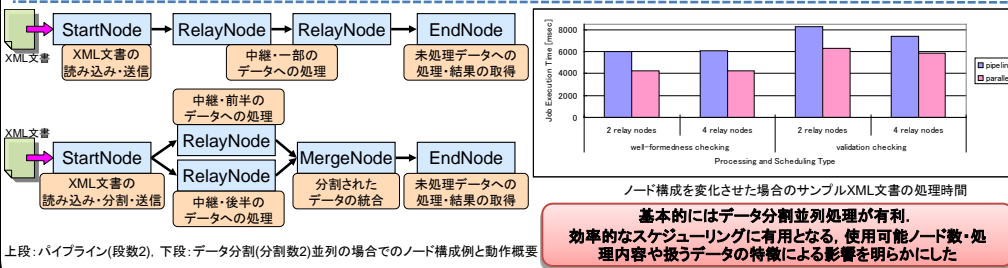 XML文書
StartNode
RelayNode
RelayNode
EndNode
XML文書の
読み込み・送信
中継・一部の
データへの処理
未処理データへの
処理・結果の取得
中継・前半の
データへの処理
XML文書
StartNode
RelayNode
RelayNode
MergeNode
EndNode
XML文書の
読み込み・分割・送信
中継・後半の
データへの処理
分割された
データの統合
未処理データへの
処理・結果の取得
上段:パイプライン(段数2), 下段:データ分割(分割数2)並列の場合でのノード構成例と動作概要
Job Execution Time [msec]
8000
6000
4000
2000
0
2 relay nodes
4 relay nodes
2 relay nodes
4 relay nodes
well-formedness checking
validation checking
Processing and Scheduling Type
pipelin
paralle
ノード構成を変化させた場合のサンプルXML文書の処理時間
基本的にはデータ分割並列処理が有利.
効率的なスケジューリングに有用となる, 使用可能ノード数・処
理内容や扱うデータの特徴による影響を明らかにした